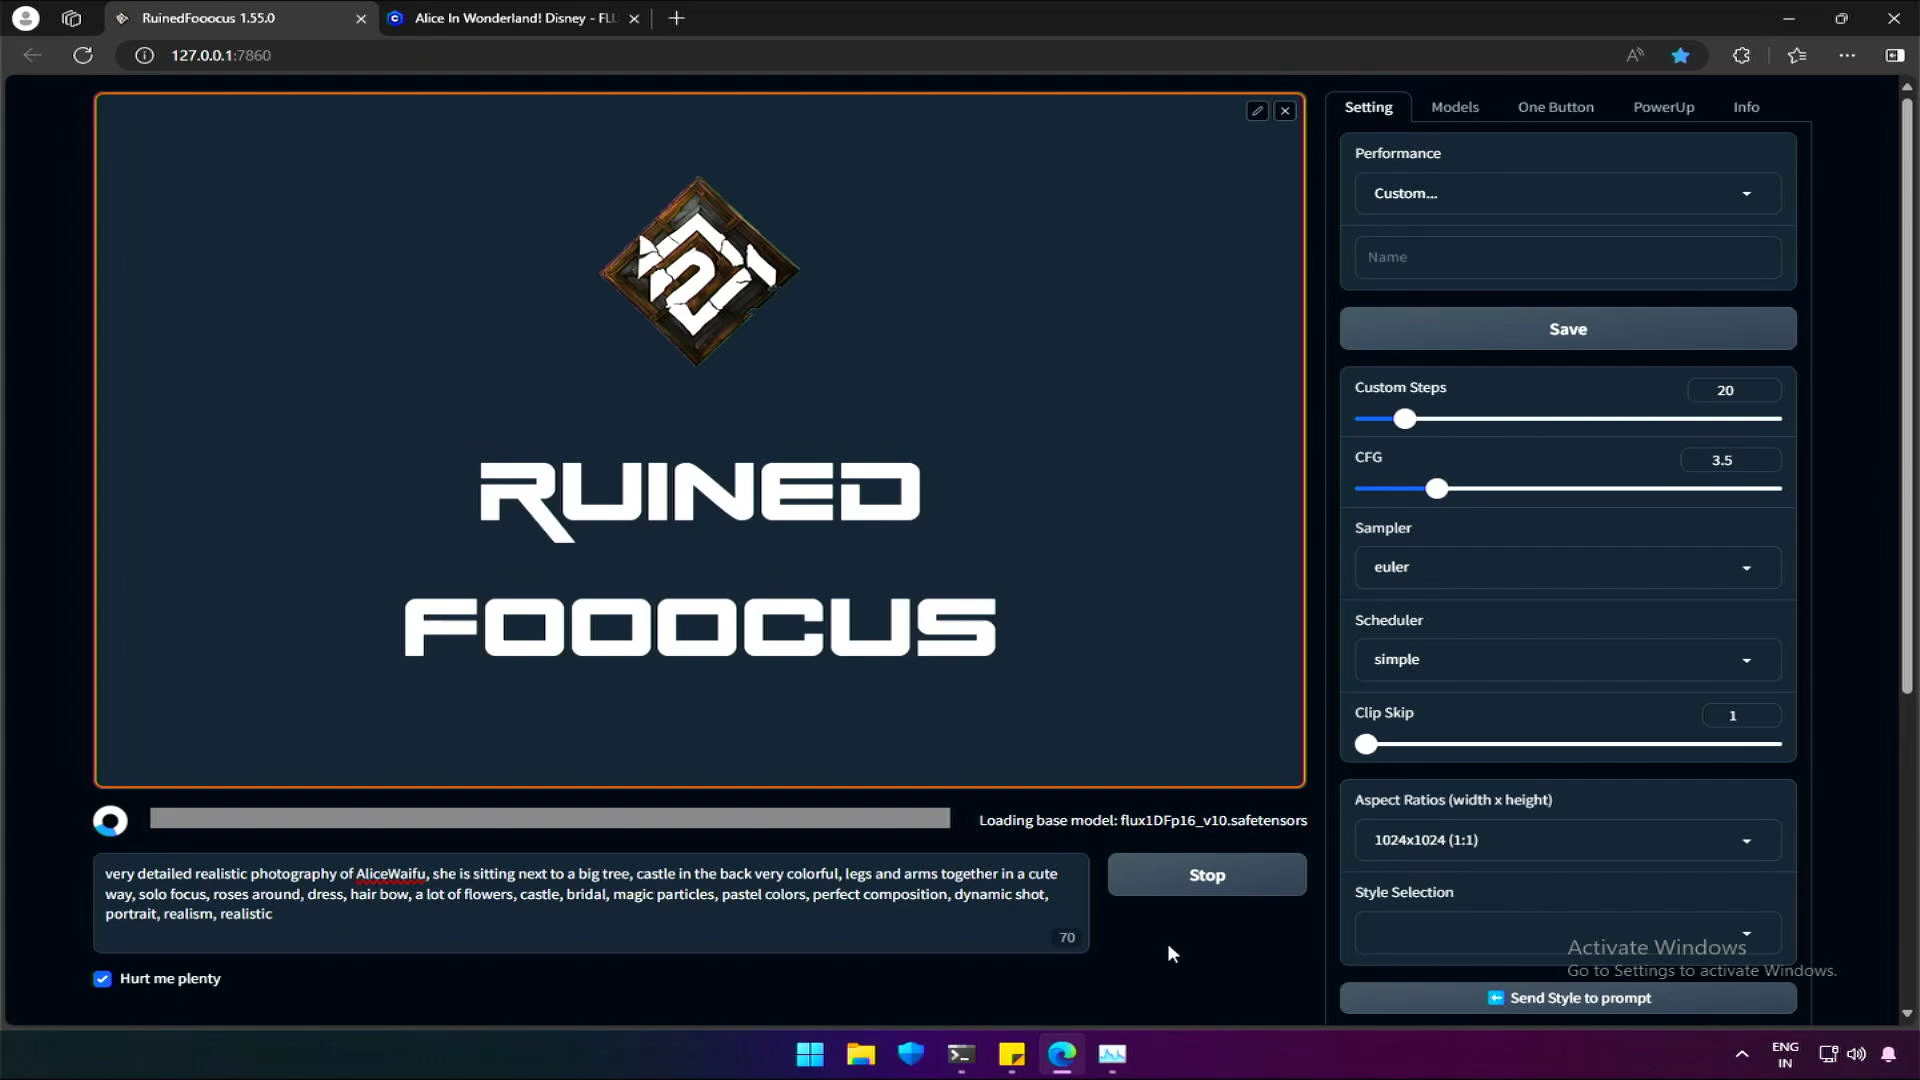 RuinedFooocus 1.55.0
Alice In Wonderland! Disney - FLU
127.0.0.1:7860
Setting
Models
One Button
PowerUp
Info
Performance
Custom...
Name
Save
2
RUINED
FOOOCUS
Custom Steps
20
CFG
3.5
Sampler
euler
Scheduler
simple
Clip Skip
1
Aspect Ratios (width x height)
1024x1024 (1:1)
Style Selection
Send Style to prompt
Loading base model: flux1DFp16_v10.safetensors
very detailed realistic photography of AliceWaifu, she is sitting next to a big tree, castle in the back very colorful, legs and arms together in a cute
way, solo focus, roses around, dress, hair bow, a lot of flowers, castle, bridal, magic particles, pastel colors, perfect composition, dynamic shot,
portrait, realism, realistic
70
Stop
Hurt me plenty
Activate Windows
Go to Settings to activate Windows.
ENG
IN